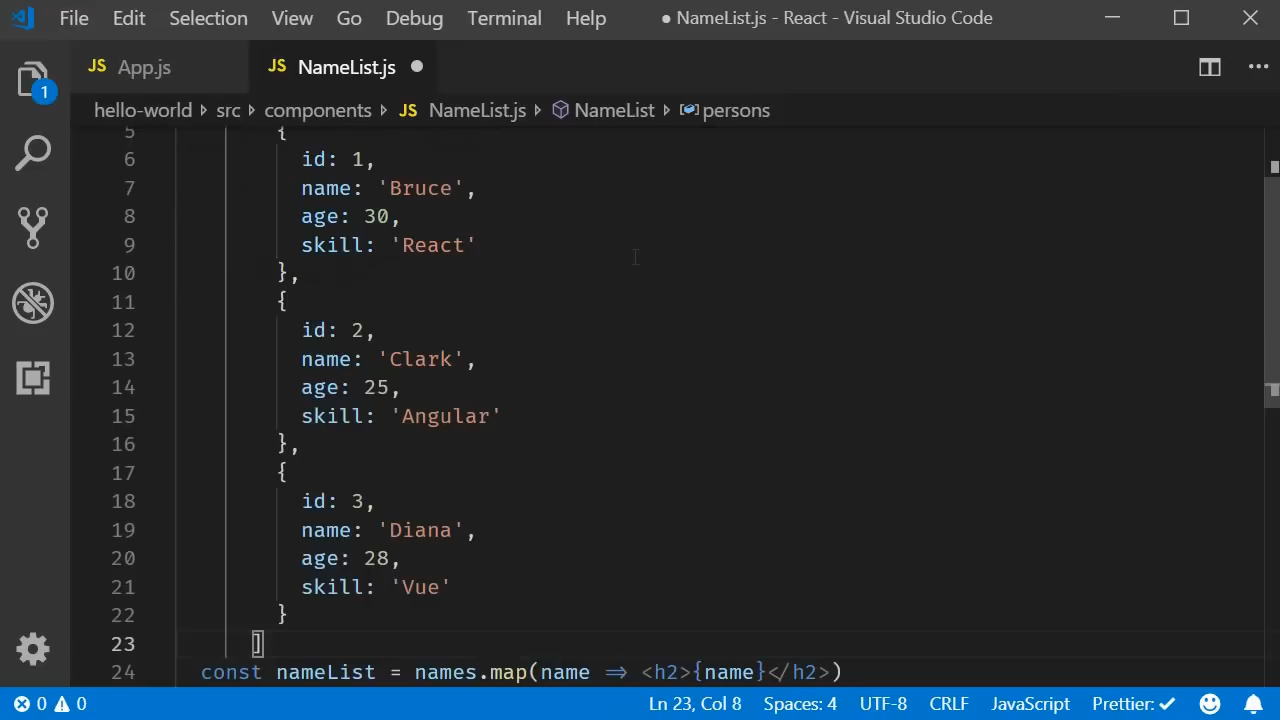 File Edit Selection View Go Debug Terminal Help ● NameList.js - React - Visual Studio Code
JS App.js JS NameList.js ●
hello-world > src > components > JS NameList.js > NameList > persons
1
5 {
6 id: 1,
7 name: 'Bruce',
8 age: 30,
9 skill: 'React'
10 },
11 {
12 id: 2,
13 name: 'Clark',
14 age: 25,
15 skill: 'Angular'
16 },
17 {
18 id: 3,
19 name: 'Diana',
20 age: 28,
21 skill: 'Vue'
22 }
23 ]
24 const nameList = names.map(name => <h2>{name}</h2>)
0 0 Ln 23, Col 8 Spaces: 4 UTF-8 CRLF JavaScript Prettier: ✓